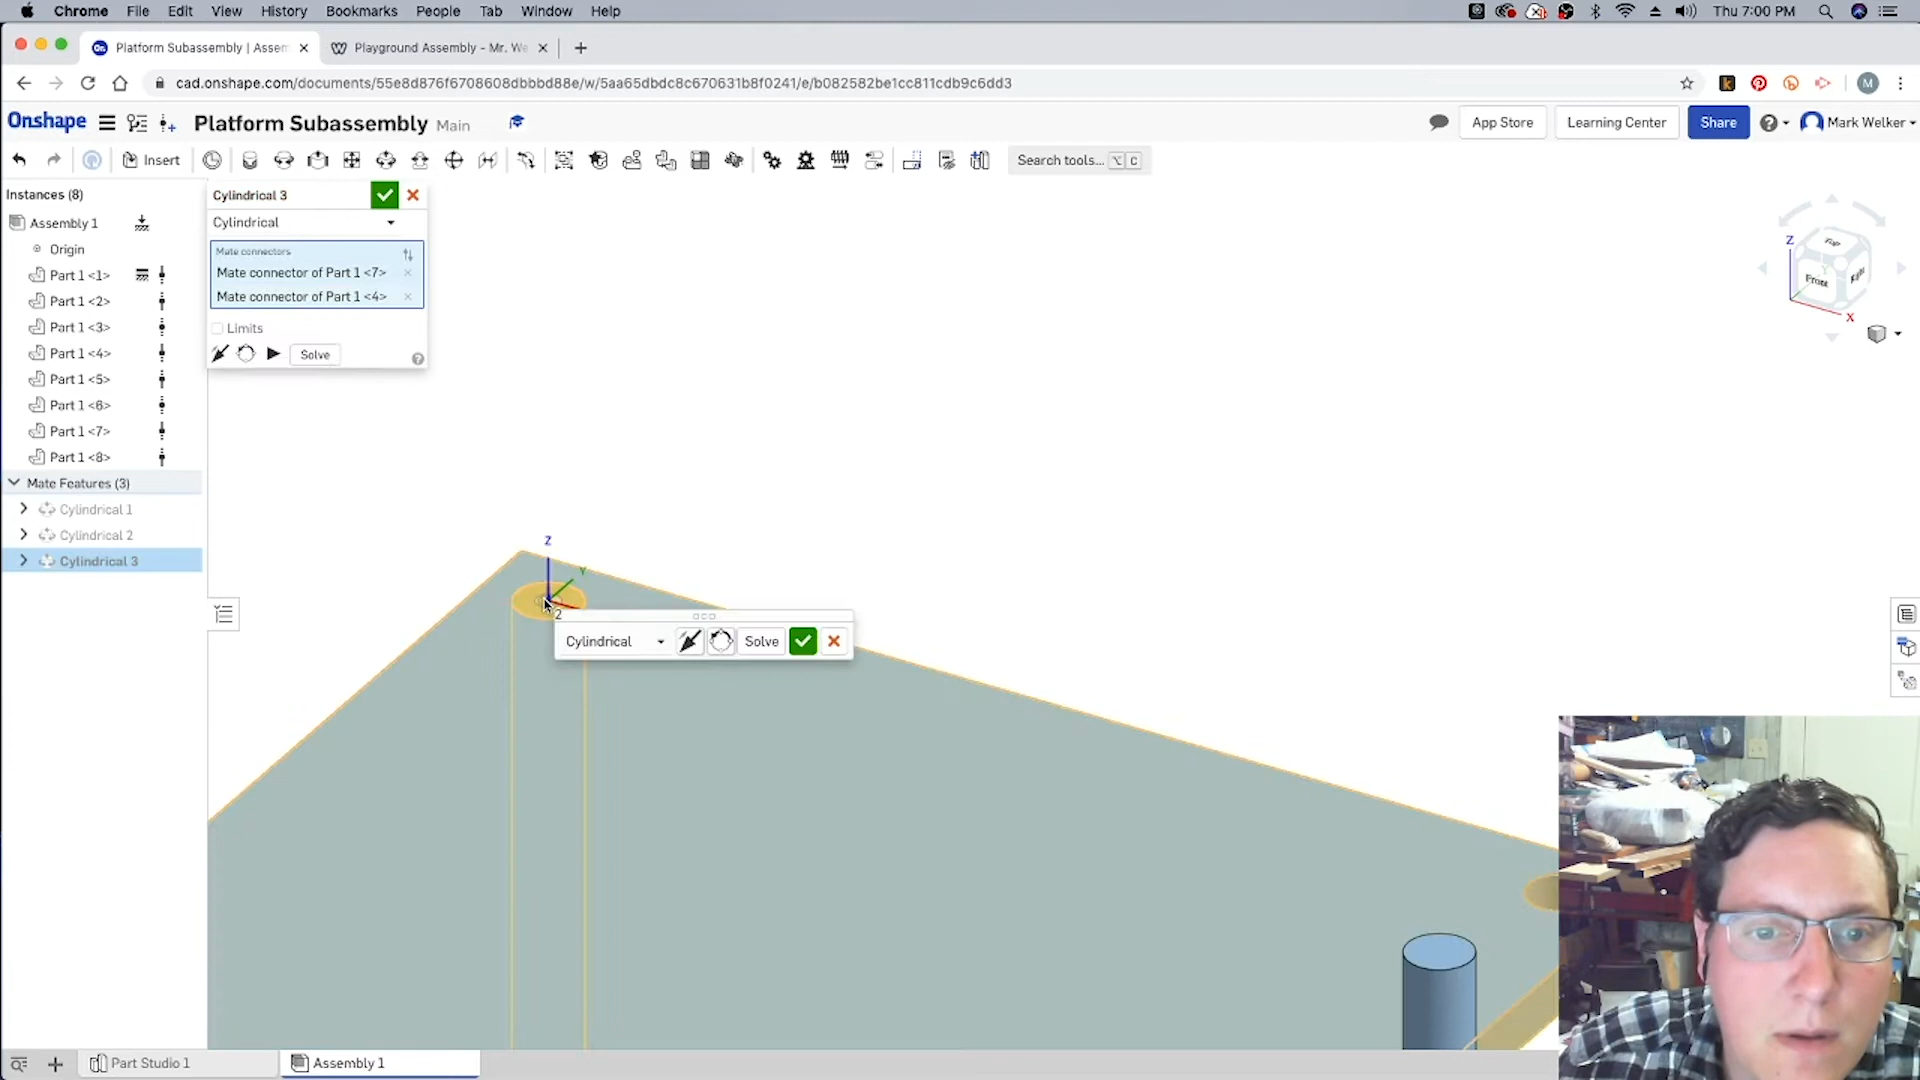 Chrome File Edit View History Bookmarks People Tab Window Help
Thu 7:00 PM
Platform Subassembly | Assem
Playground Assembly - Mr. We
cad.onshape.com/documents/55e8d876f6708608dbbbd88e/w/5aa65dbdc8c670631b8f0241/e/b082582be1cc811cdb9c6dd3
M
Onshape
Platform Subassembly Main
App Store
Learning Center
Share
Mark Welker
Insert
Search tools... ⌥ C
Instances (8)
Assembly 1
Origin
Part 1 <1>
Part 1 <2>
Part 1 <3>
Part 1 <4>
Part 1 <5>
Part 1 <6>
Part 1 <7>
Part 1 <8>
Mate Features (3)
Cylindrical 1
Cylindrical 2
Cylindrical 3
Cylindrical 3
Cylindrical
Mate connectors
Mate connector of Part 1 <7>
Mate connector of Part 1 <4>
Limits
Solve
Z
Top
Front
Right
X
Z
Y
2
Cylindrical
Solve
Part Studio 1
Assembly 1